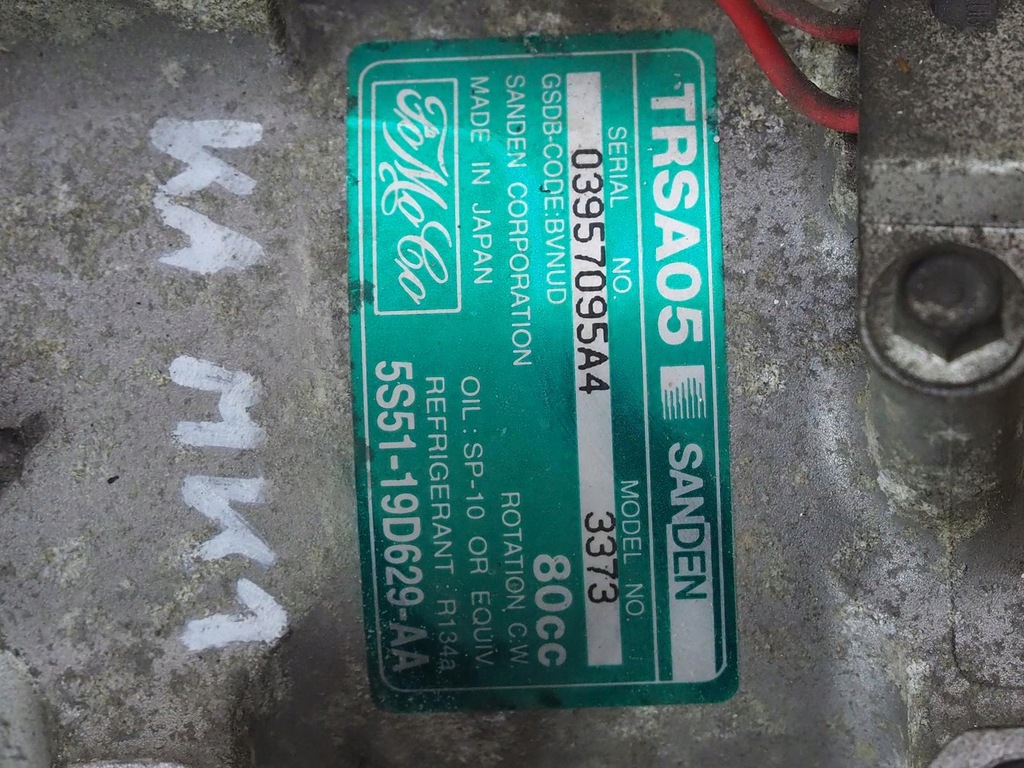 TRSA05 SANDEN
SERIAL NO. MODEL NO.
03957095A4 3373
GSDB-CODE:BVNUD 80cc
SANDEN CORPORATION ROTATION C.W.
MADE IN JAPAN OIL : SP-10 OR EQUIV.
REFRIGERANT : R134a
FoMoCo 5S51-19D629-AA